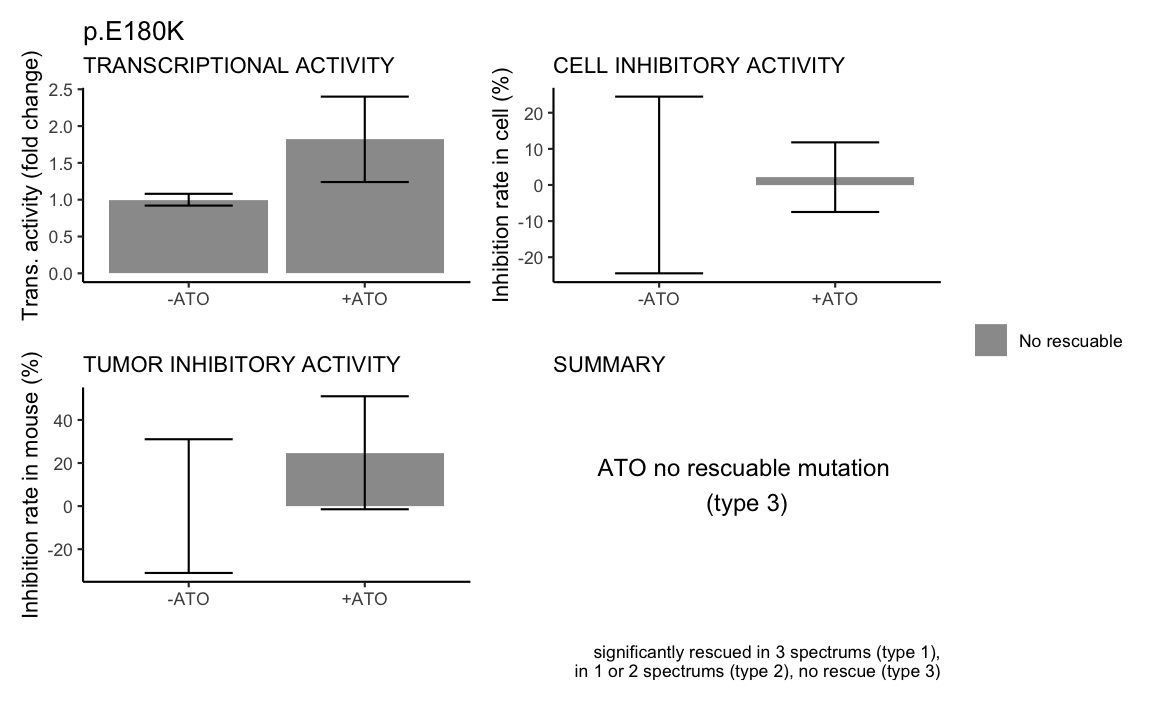 p.E180K
TRANSCRIPTIONAL ACTIVITY
Trans. activity (fold change)
2.5
2.0
1.5
1.0
0.5
0.0
-ATO +ATO
CELL INHIBITORY ACTIVITY
Inhibition rate in cell (%)
20
10
0
-10
-20
-ATO +ATO
TUMOR INHIBITORY ACTIVITY
Inhibition rate in mouse (%)
40
20
0
-20
-ATO +ATO
SUMMARY
ATO no rescuable mutation
(type 3)
significantly rescued in 3 spectrums (type 1),
in 1 or 2 spectrums (type 2), no rescue (type 3)
No rescuable